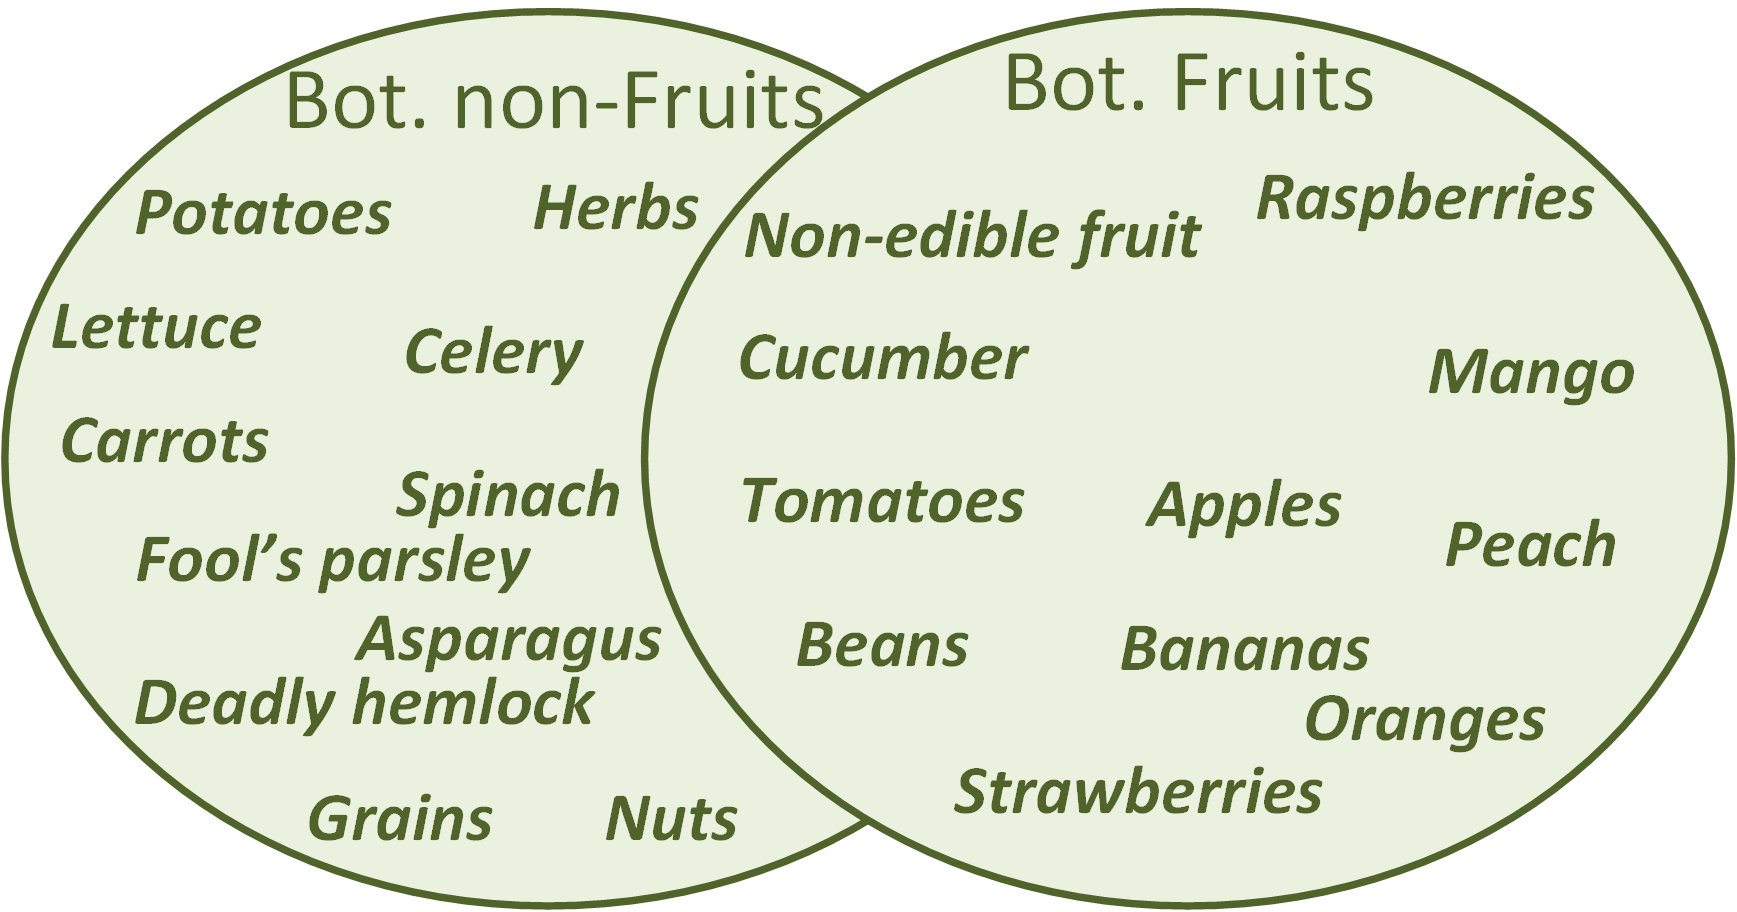 Bot. non-Fruits
Potatoes
Herbs
Lettuce
Celery
Carrots
Spinach
Fool’s parsley
Asparagus
Deadly hemlock
Grains
Nuts
Bot. Fruits
Non-edible fruit
Raspberries
Cucumber
Mango
Tomatoes
Apples
Peach
Beans
Bananas
Oranges
Strawberries